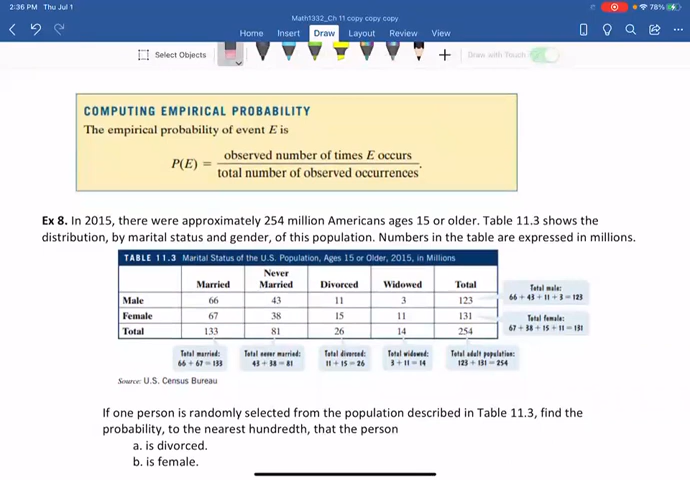 2:36 PM Thu Jul 1
78%
Math1332_Ch 11 copy copy copy
Home Insert Draw Layout Review View
Select Objects
Draw with Touch
COMPUTING EMPIRICAL PROBABILITY
The empirical probability of event E is
P(E) = observed number of times E occurs
total number of observed occurrences.
Ex 8. In 2015, there were approximately 254 million Americans ages 15 or older. Table 11.3 shows the
distribution, by marital status and gender, of this population. Numbers in the table are expressed in millions.
TABLE 11.3 Marital Status of the U.S. Population, Ages 15 or Older, 2015, in Millions
Married Never Married Divorced Widowed Total
Male 66 43 11 3 123
Female 67 38 15 11 131
Total 133 81 26 14 254
Total male:
66 + 43 + 11 + 3 = 123
Total female:
67 + 38 + 15 + 11 = 131
Total married:
66 + 67 = 133
Total never married:
43 + 38 = 81
Total divorced:
11 + 15 = 26
Total widowed:
3 + 11 = 14
Total adult population:
123 + 131 = 254
Source: U.S. Census Bureau
If one person is randomly selected from the population described in Table 11.3, find the
probability, to the nearest hundredth, that the person
a. is divorced.
b. is female.